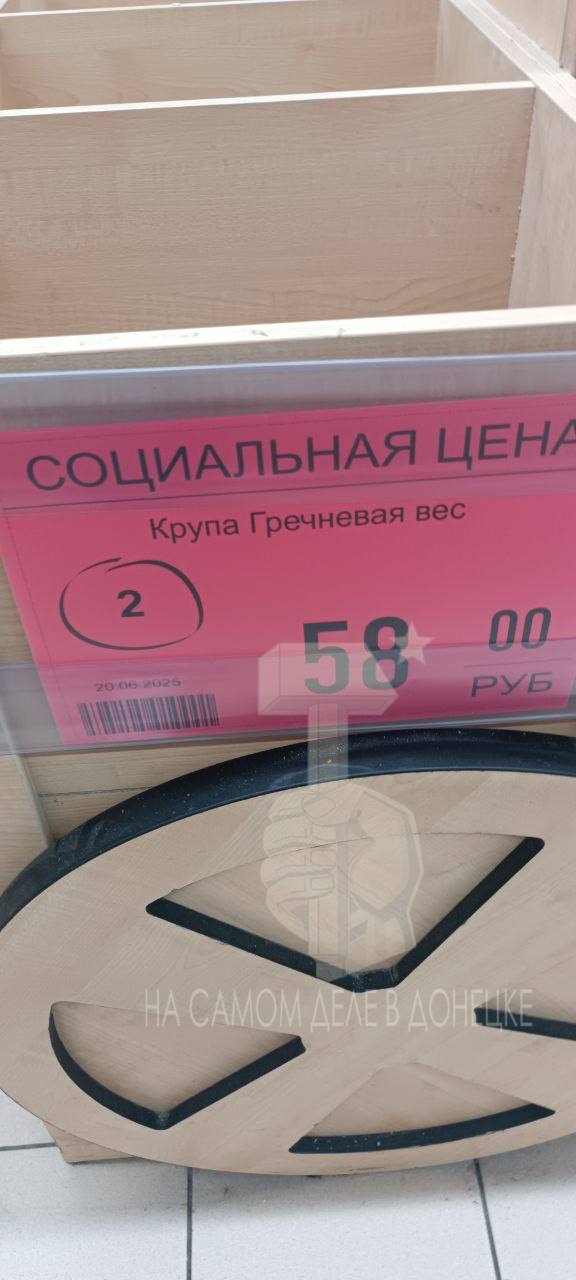 СОЦИАЛЬНАЯ ЦЕНА
Крупа Гречневая вес
2
58 00
РУБ
20.06.2025
НА САМОМ ДЕЛЕ В ДОНЕЦКЕ